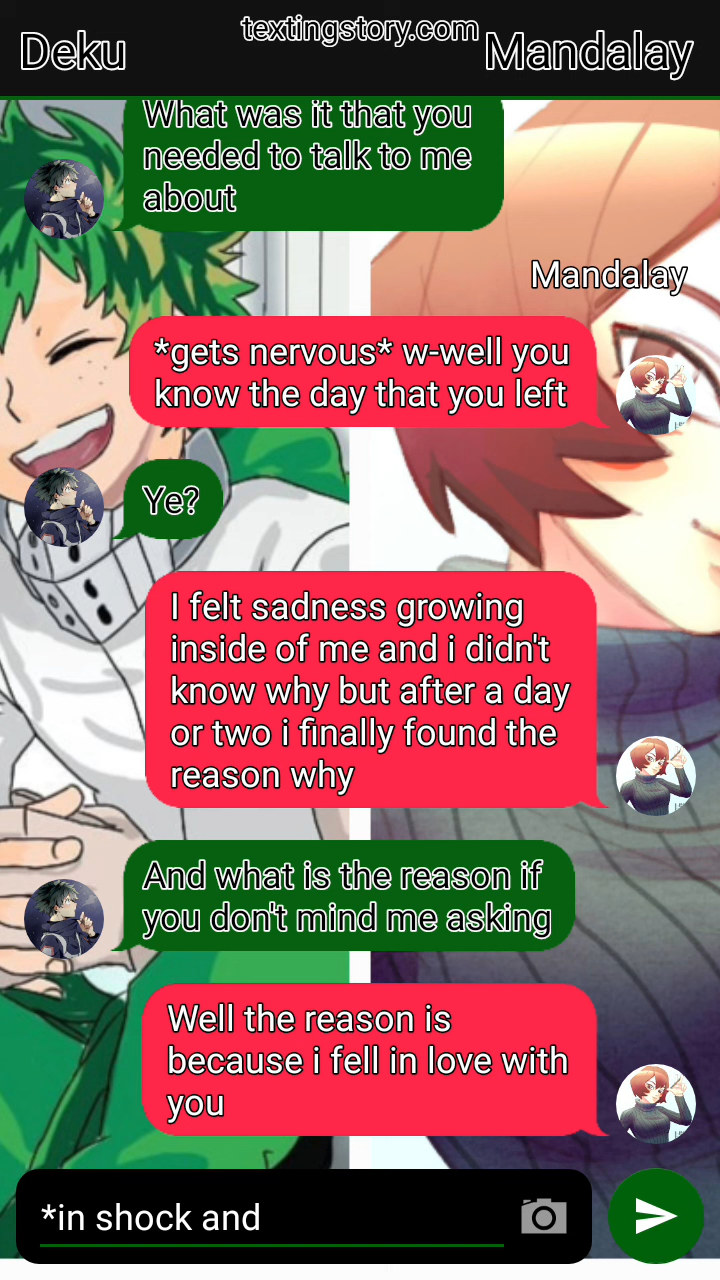 textingstory.com
Deku
Mandalay
What was it that you
needed to talk to me
about
Mandalay
*gets nervous* w-well you
know the day that you left
Ye?
I felt sadness growing
inside of me and i didn't
know why but after a day
or two i finally found the
reason why
And what is the reason if
you don't mind me asking
Well the reason is
because i fell in love with
you
*in shock and